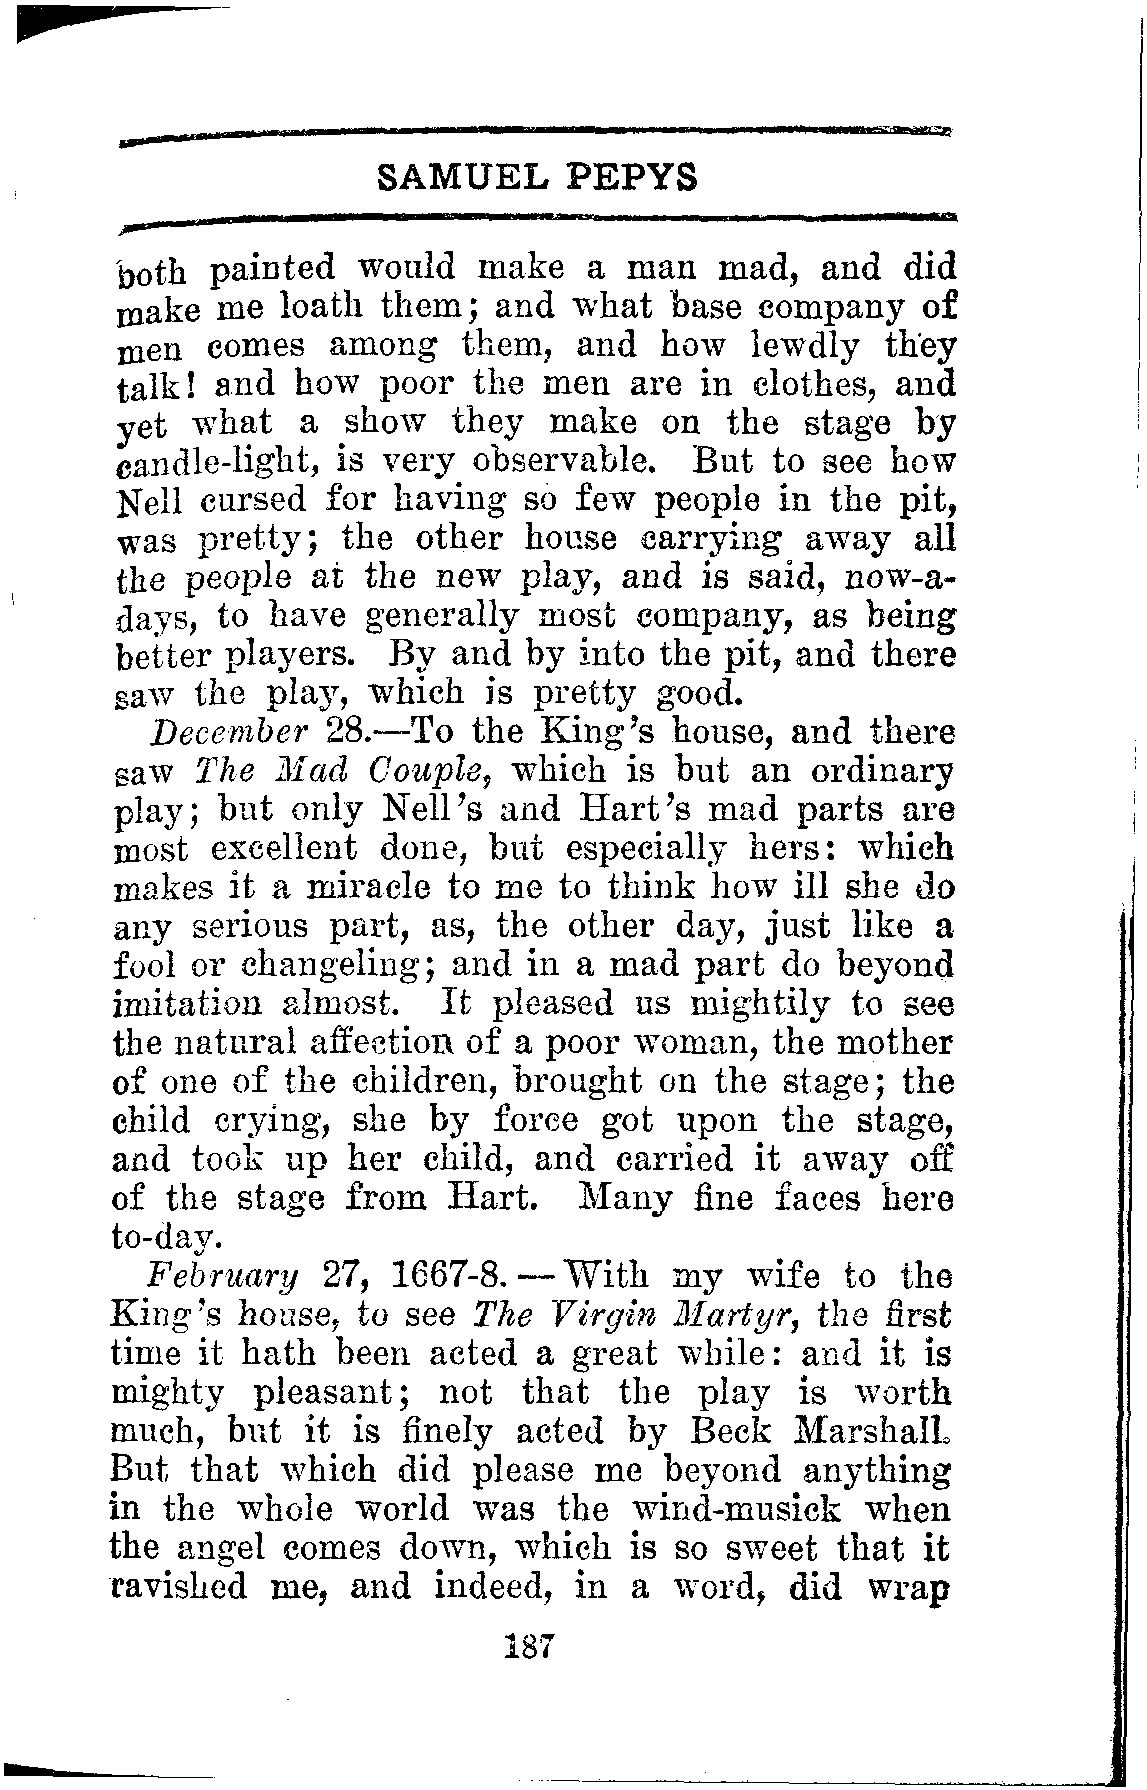 SAMUEL PEPYS
both painted would make a man mad, and did
make me loath them; and what base company of
men comes among them, and how lewdly they
talk! and how poor the men are in clothes, and
yet what a show they make on the stage by
candle-light, is very observable. But to see how
Nell cursed for having so few people in the pit,
was pretty; the other house carrying away all
the people at the new play, and is said, now-a-
days, to have generally most company, as being
better players. By and by into the pit, and there
saw the play, which is pretty good.
December 28.—To the King's house, and there
saw The Mad Couple, which is but an ordinary
play; but only Nell's and Hart's mad parts are
most excellent done, but especially hers: which
makes it a miracle to me to think how ill she do
any serious part, as, the other day, just like a
fool or changeling; and in a mad part do beyond
imitation almost. It pleased us mightily to see
the natural affection of a poor woman, the mother
of one of the children, brought on the stage; the
child crying, she by force got upon the stage,
and took up her child, and carried it away off
of the stage from Hart. Many fine faces here
to-day.
February 27, 1667-8. — With my wife to the
King's house, to see The Virgin Martyr, the first
time it hath been acted a great while: and it is
mighty pleasant; not that the play is worth
much, but it is finely acted by Beck Marshall.
But that which did please me beyond anything
in the whole world was the wind-musick when
the angel comes down, which is so sweet that it
ravished me, and indeed, in a word, did wrap
187